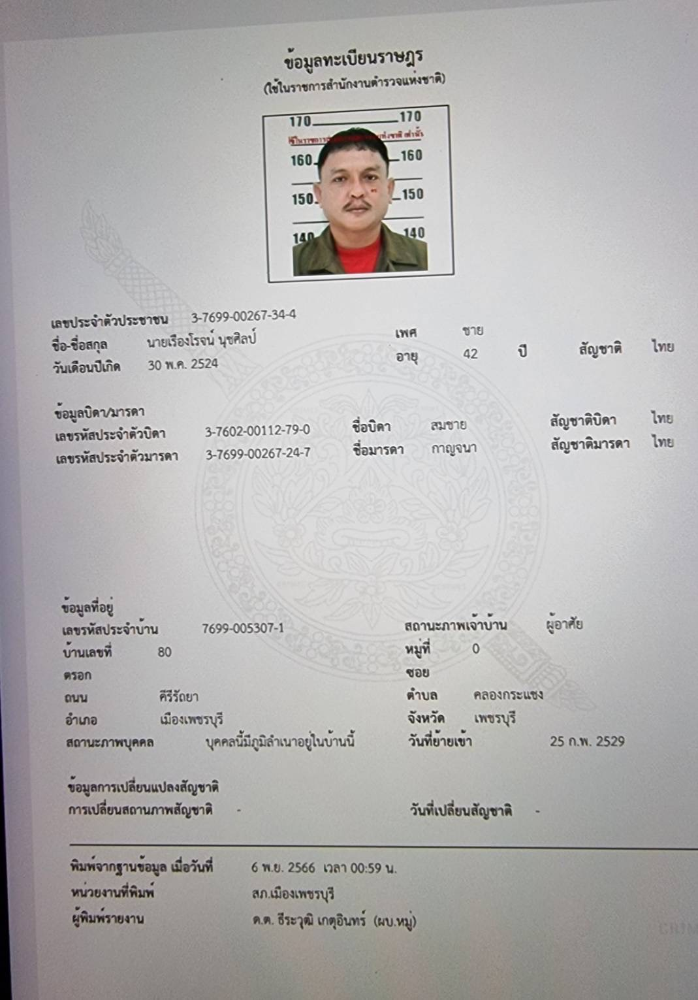 ข้อมูลทะเบียนราษฎร
(ใช้ในราชการสำนักงานตำรวจแห่งชาติ)
170 170
160 160
150 150
140 140
เลขประจำตัวประชาชน 3-7699-00267-34-4
ชื่อ-ชื่อสกุล นายเรืองโรจน์ นุชศิลป์ เพศ ชาย
วันเดือนปีเกิด 30 พ.ค. 2524 อายุ 42 ปี สัญชาติ ไทย
ข้อมูลบิดา/มารดา
เลขรหัสประจำตัวบิดา 3-7602-00112-79-0 ชื่อบิดา สมชาย สัญชาติบิดา ไทย
เลขรหัสประจำตัวมารดา 3-7699-00267-24-7 ชื่อมารดา กาญจนา สัญชาติมารดา ไทย
ข้อมูลที่อยู่
เลขรหัสประจำบ้าน 7699-005307-1 สถานะภาพเจ้าบ้าน ผู้อาศัย
บ้านเลขที่ 80 หมู่ที่ 0
ตรอก ซอย
ถนน คีรีรัถยา ตำบล คลองกระแชง
อำเภอ เมืองเพชรบุรี จังหวัด เพชรบุรี
สถานะภาพบุคคล บุคคลนี้มีภูมิลำเนาอยู่ในบ้านนี้ วันที่ย้ายเข้า 25 ก.พ. 2529
ข้อมูลการเปลี่ยนแปลงสัญชาติ
การเปลี่ยนสถานภาพสัญชาติ - วันที่เปลี่ยนสัญชาติ -
พิมพ์จากฐานข้อมูล เมื่อวันที่ 6 พ.ย. 2566 เวลา 00:59 น.
หน่วยงานที่พิมพ์ สภ.เมืองเพชรบุรี
ผู้พิมพ์รายงาน ด.ต. ธีระวุฒิ เกตุอินทร์ (ผบ.หมู่)